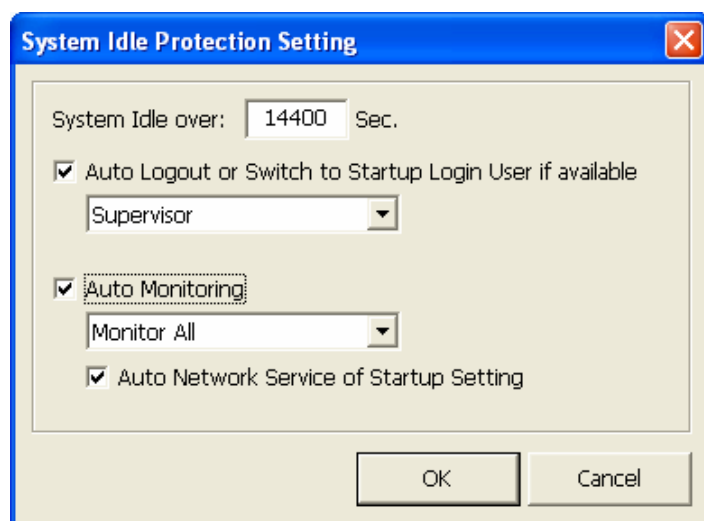 System Idle Protection Setting
System Idle over: 14400 Sec.
Auto Logout or Switch to Startup Login User if available
Supervisor
Auto Monitoring
Monitor All
Auto Network Service of Startup Setting
OK Cancel